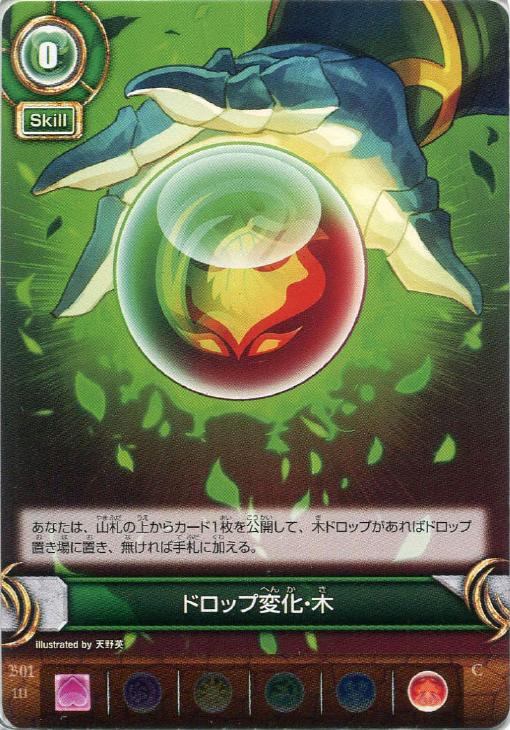 0
Skill
あなたは、山札の上からカード1枚を公開して、木ドロップがあればドロップ
置き場に置き、無ければ手札に加える。
ドロップ変化・木
illustrated by 天野英
B01
111
C